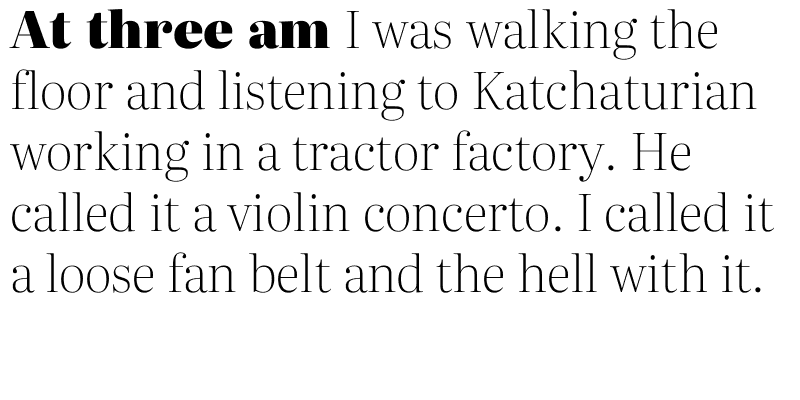 At three am I was walking the
floor and listening to Katchaturian
working in a tractor factory. He
called it a violin concerto. I called it
a loose fan belt and the hell with it.